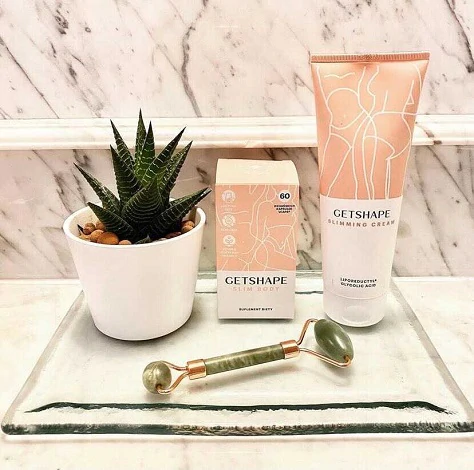 60
GETSHAPE
SLIM BODY
SUPLEMENT DIETY
GETSHAPE
SLIMMING CREAM
LIPOREDUCTYL®
GLYCOLIC ACID